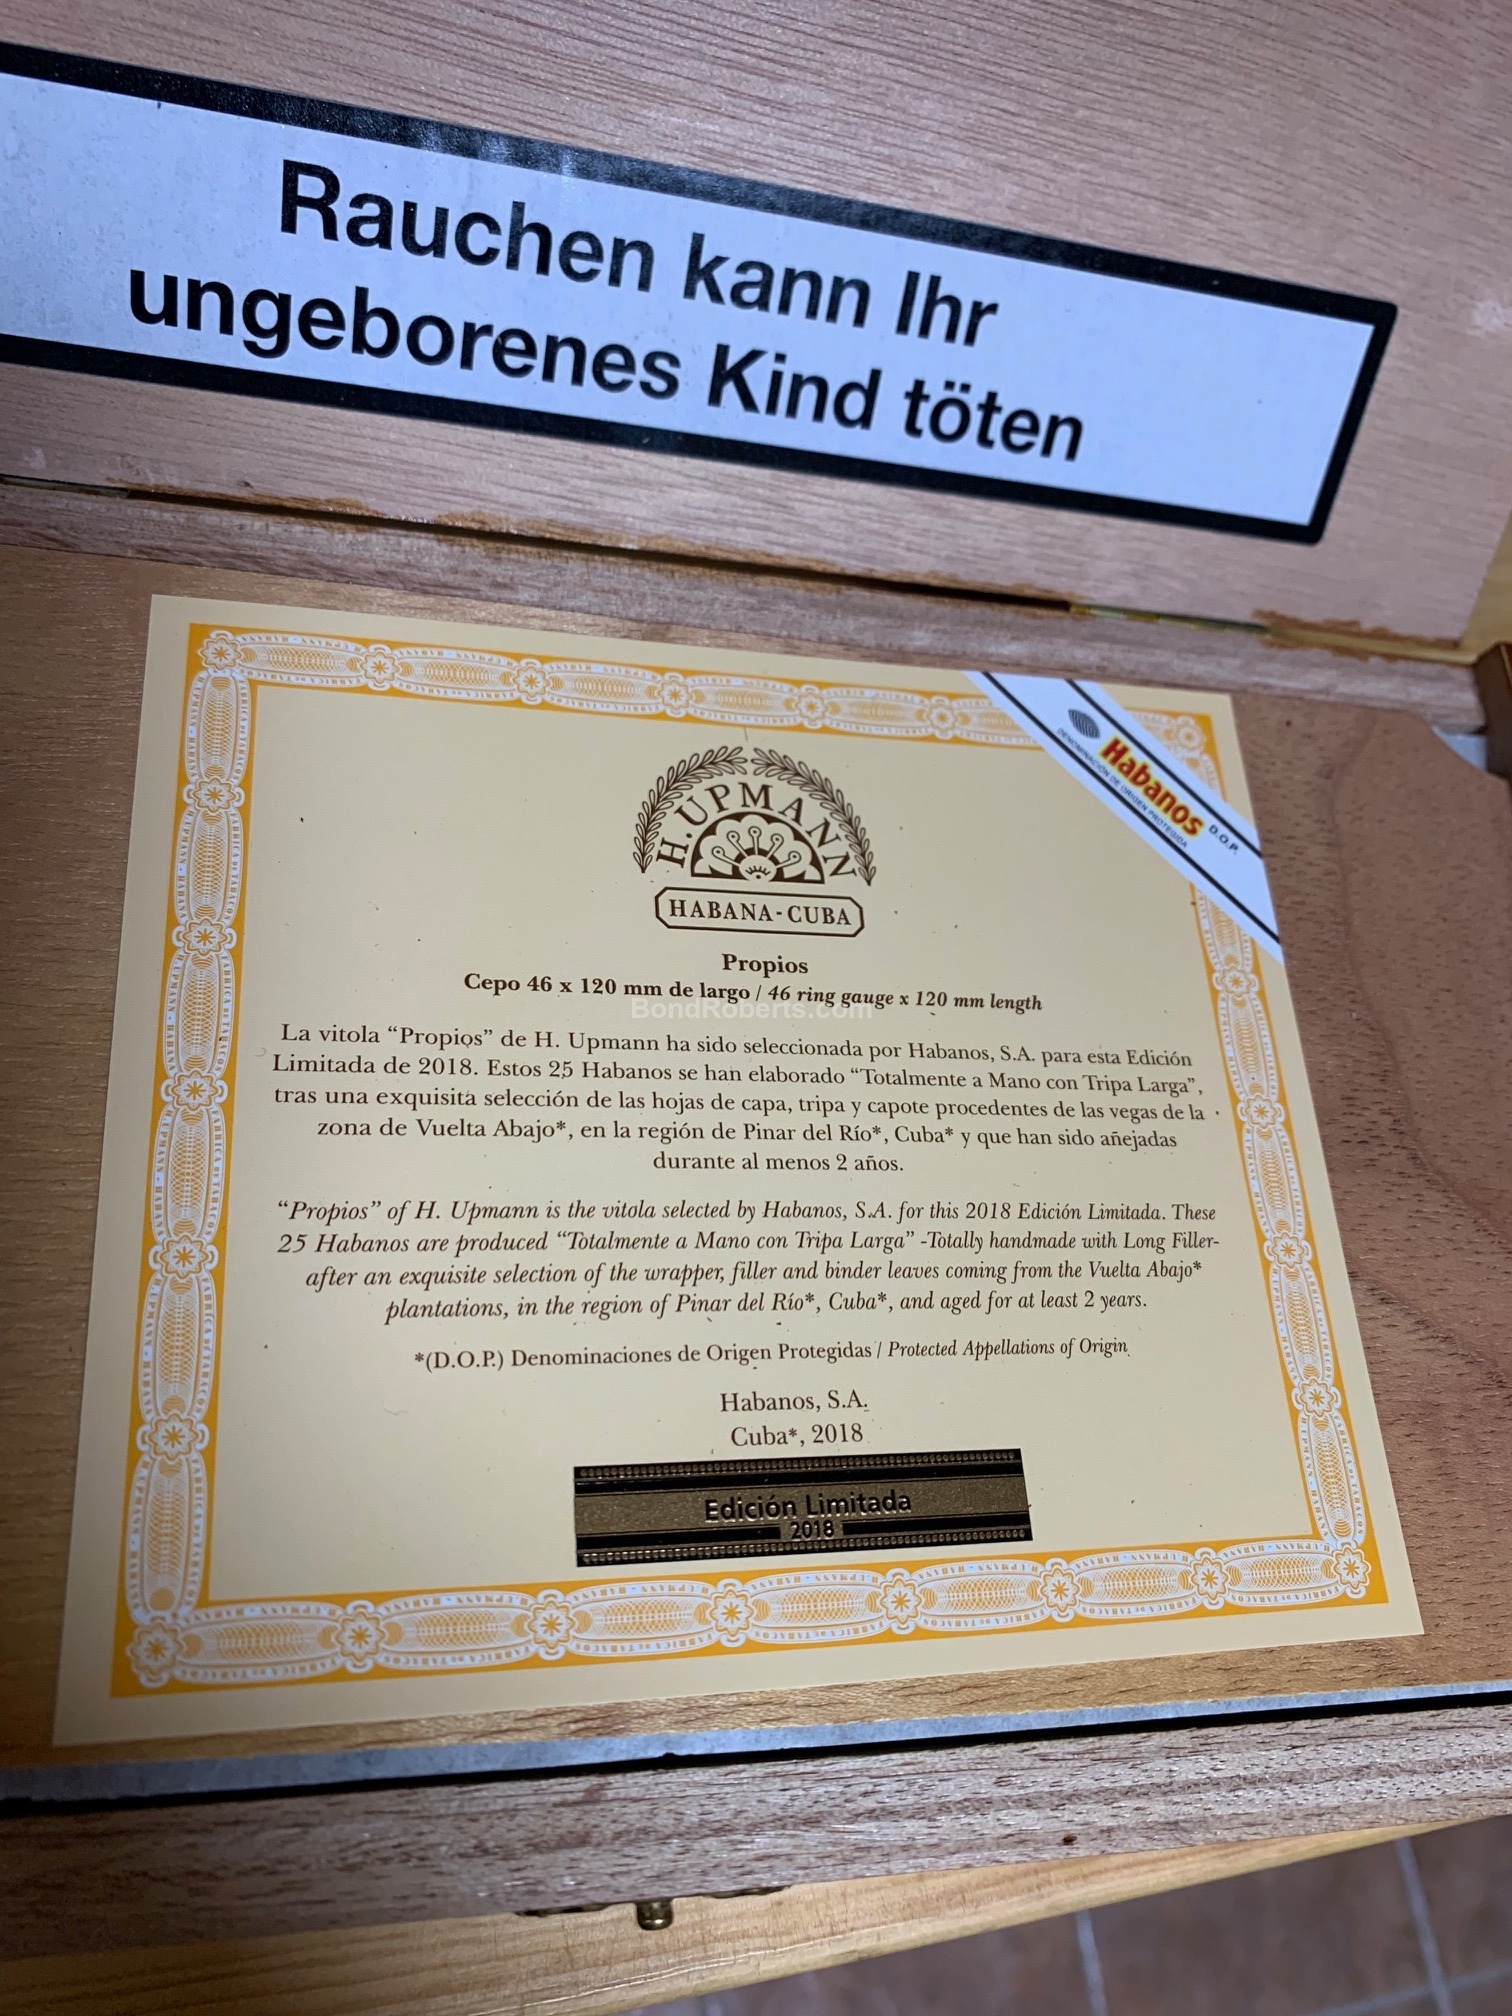 Rauchen kann Ihr
ungeborenes Kind töten
Habanos D.O.P.
DENOMINACIÓN DE ORIGEN PROTEGIDA
H. UPMANN
HABANA-CUBA
Propios
Cepo 46 x 120 mm de largo / 46 ring gauge x 120 mm length
BondRoberts.com
La vitola “Propios” de H. Upmann ha sido seleccionada por Habanos, S.A. para esta Edición
Limitada de 2018. Estos 25 Habanos se han elaborado “Totalmente a Mano con Tripa Larga”,
tras una exquisita selección de las hojas de capa, tripa y capote procedentes de las vegas de la
zona de Vuelta Abajo*, en la región de Pinar del Río*, Cuba* y que han sido añejadas
durante al menos 2 años.
“Propios” of H. Upmann is the vitola selected by Habanos, S.A. for this 2018 Edición Limitada. These
25 Habanos are produced “Totalmente a Mano con Tripa Larga” -Totally handmade with Long Filler-
after an exquisite selection of the wrapper, filler and binder leaves coming from the Vuelta Abajo*
plantations, in the region of Pinar del Río*, Cuba*, and aged for at least 2 years.
*(D.O.P.) Denominaciones de Origen Protegidas / Protected Appellations of Origin
Habanos, S.A.
Cuba*, 2018
Edición Limitada
2018